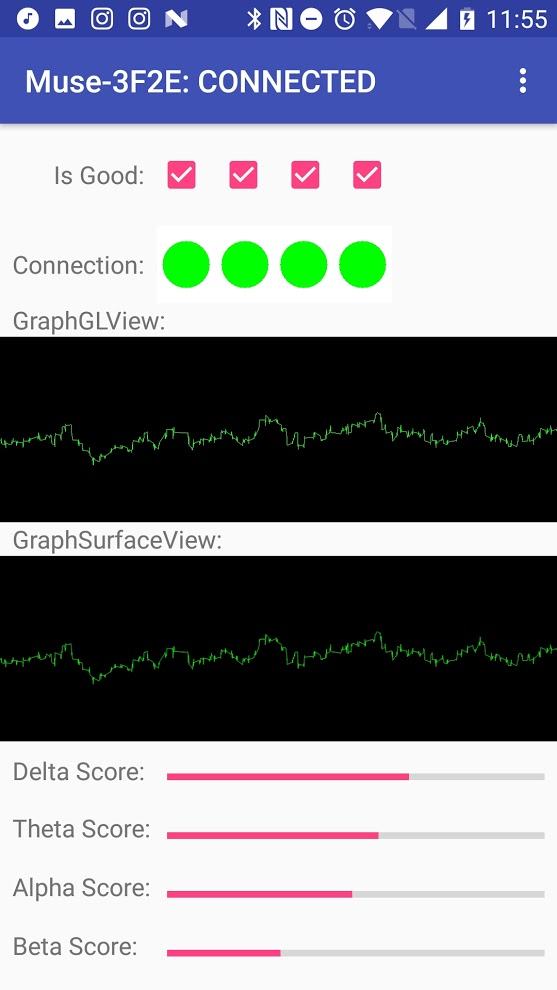 11:55
Muse-3F2E: CONNECTED
Is Good:
Connection:
GraphGLView:
GraphSurfaceView:
Delta Score:
Theta Score:
Alpha Score:
Beta Score: